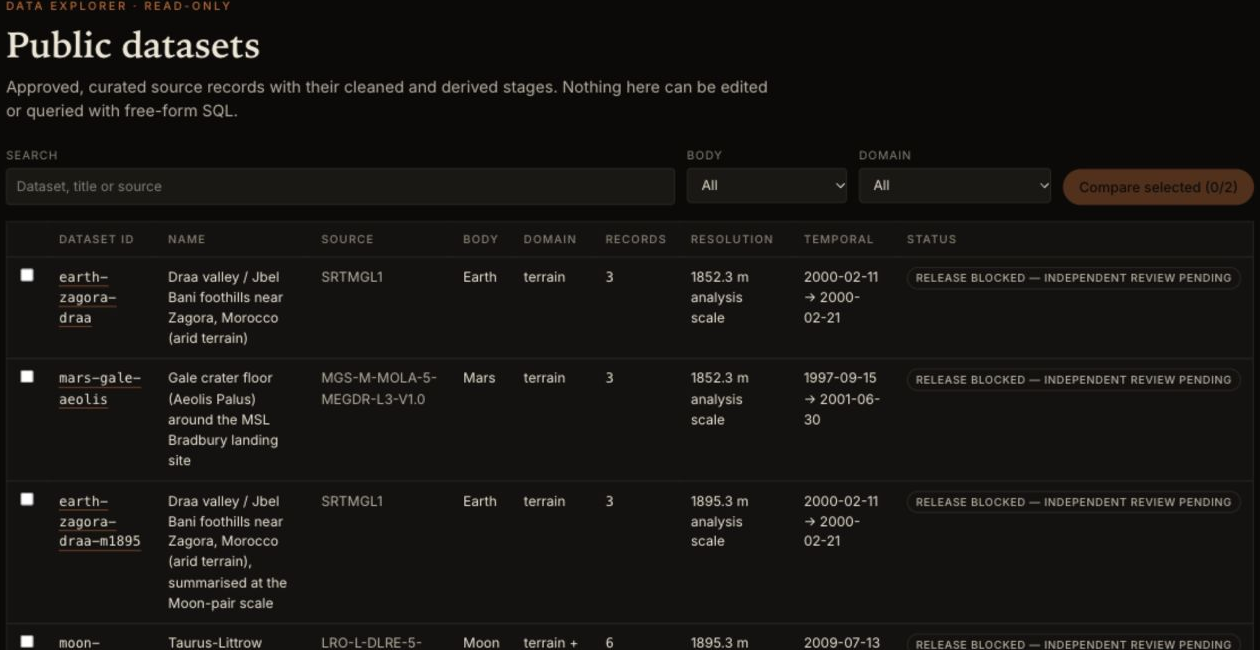 DATA EXPLORER · READ-ONLY
Public datasets
Approved, curated source records with their cleaned and derived stages. Nothing here can be edited
or queried with free-form SQL.
SEARCH
BODY
DOMAIN
Dataset, title or source
All
All
Compare selected (0/2)
DATASET ID NAME SOURCE BODY DOMAIN RECORDS RESOLUTION TEMPORAL STATUS
earth- Draa valley / Jbel SRTMGL1 Earth terrain 3 1852.3 m 2000-02-11 RELEASE BLOCKED — INDEPENDENT REVIEW PENDING
zagora- Bani foothills near analysis → 2000-
draa Zagora, Morocco scale 02-21
(arid terrain)
mars-gale- Gale crater floor MGS-M-MOLA-5- Mars terrain 3 1852.3 m 1997-09-15 RELEASE BLOCKED — INDEPENDENT REVIEW PENDING
aeolis (Aeolis Palus) MEGDR-L3-V1.0 analysis → 2001-06-
around the MSL scale 30
Bradbury landing
site
earth- Draa valley / Jbel SRTMGL1 Earth terrain 3 1895.3 m 2000-02-11 RELEASE BLOCKED — INDEPENDENT REVIEW PENDING
zagora- Bani foothills near analysis → 2000-
draa-m1895 Zagora, Morocco scale 02-21
(arid terrain),
summarised at the
Moon-pair scale
moon- Taurus-Littrow LRO-L-DLRE-5- Moon terrain + 6 1895.3 m 2009-07-13 RELEASE BLOCKED — INDEPENDENT REVIEW PENDING